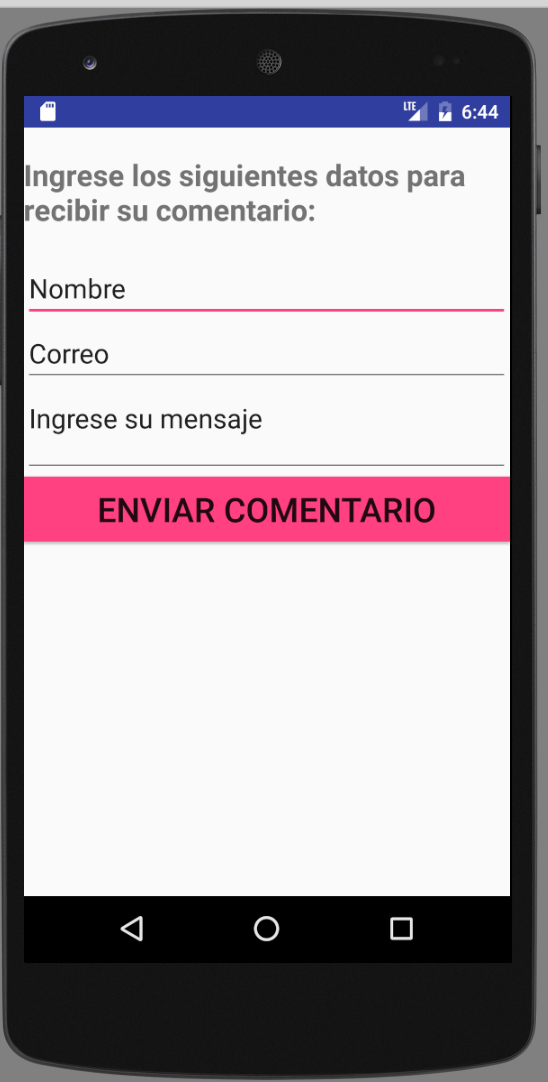 LTE 6:44
Ingrese los siguientes datos para
recibir su comentario:
Nombre
Correo
Ingrese su mensaje
ENVIAR COMENTARIO